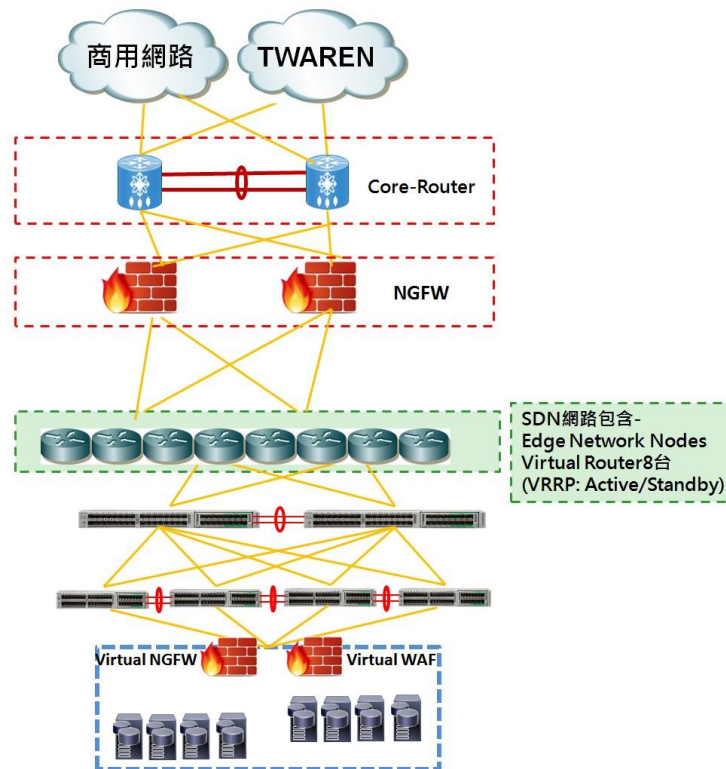 商用網路
TWAREN
Core-Router
NGFW
SDN網路包含-
Edge Network Nodes
Virtual Router8台
(VRRP: Active/Standby)
Virtual NGFW
Virtual WAF